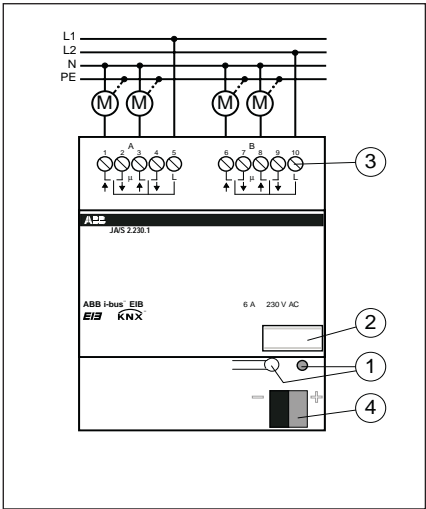 L1
L2
N
PE
M M M M
A B
1 2 3 4 5 6 7 8 9 10
µ L µ L
3
ABB
JA/S 2.230.1
ABB i-bus® EIB 6 A 230 V AC
EIB KNX
2
1
− +
4